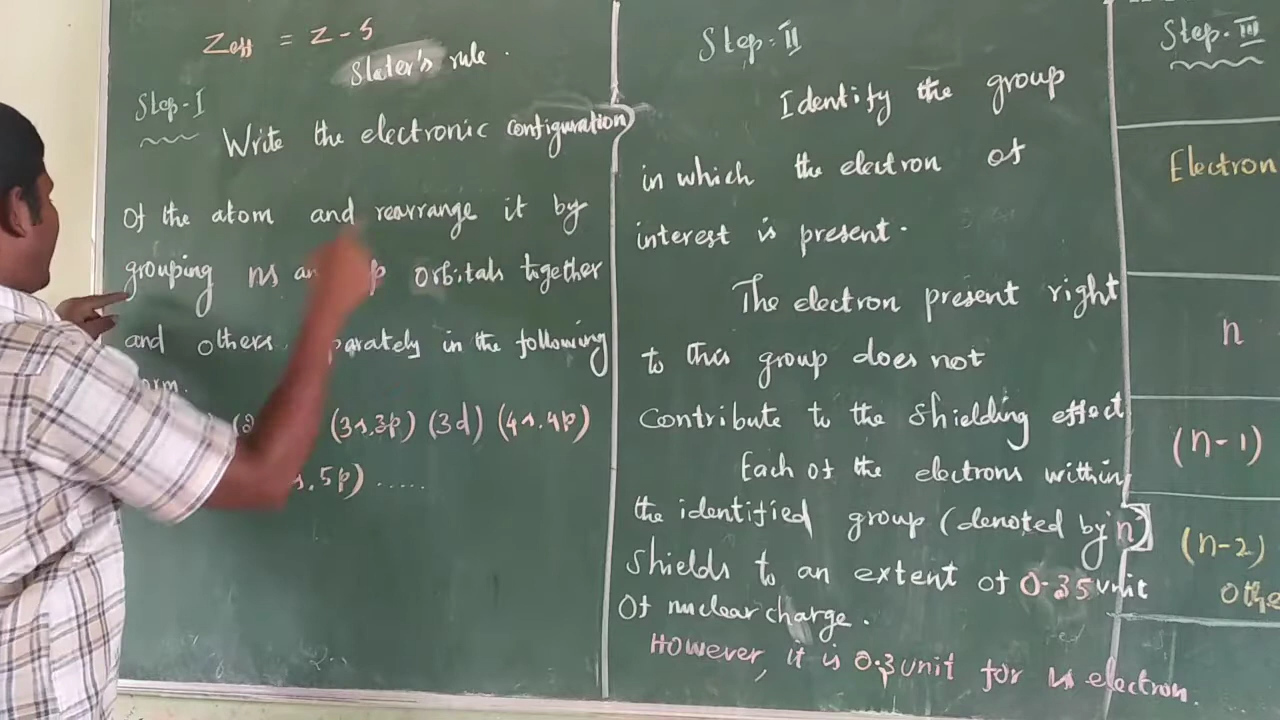 Zeff = Z - S
Slater's rule.
Step-I
Write the electronic configuration
of the atom and rearrange it by
grouping ns an p orbitals together
and others parately in the following
orm.
(3s.3p) (3d) (4s.4p)
s.5p) .....
Step: II
Identify the group
in which the electron of
interest is present.
The electron present right
to this group does not
contribute to the shielding effect
Each of the electrons within
the identified group (denoted by 'n')
shields to an extent of 0.35 unit
Of nuclear charge.
However, it is 0.3 unit for 1s electron.
Step. III
Electron
n
(n-1)
(n-2)
othe